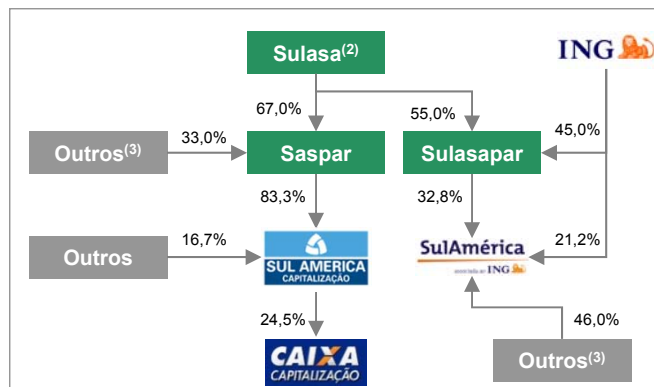 Sulasa(2)
ING
67,0%
55,0%
Outros(3)
33,0%
Saspar
Sulasapar
45,0%
83,3%
32,8%
Outros
16,7%
SUL AMERICA
CAPITALIZAÇÃO
SulAmérica
associada ao ING
21,2%
24,5%
46,0%
CAIXA
CAPITALIZAÇÃO
Outros(3)